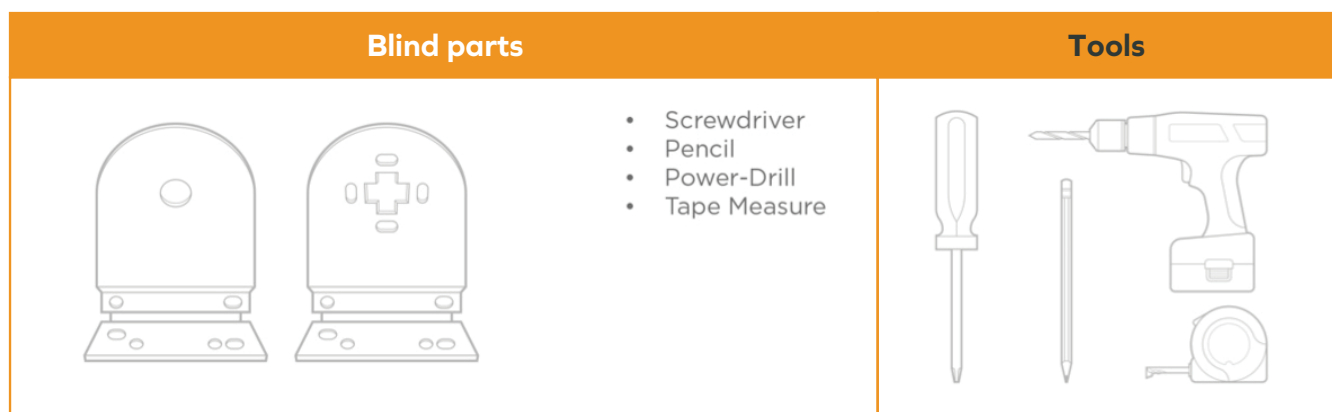 Blind parts
Tools
• Screwdriver
• Pencil
• Power-Drill
• Tape Measure